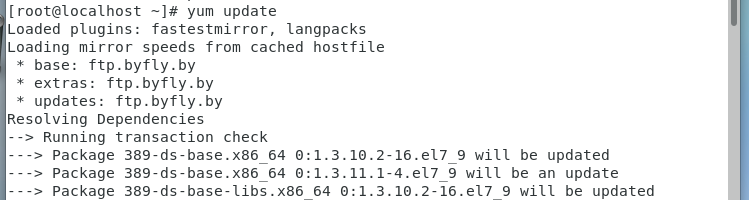 [root@localhost ~]# yum update
Loaded plugins: fastestmirror, langpacks
Loading mirror speeds from cached hostfile
 * base: ftp.byfly.by
 * extras: ftp.byfly.by
 * updates: ftp.byfly.by
Resolving Dependencies
--> Running transaction check
---> Package 389-ds-base.x86_64 0:1.3.10.2-16.el7_9 will be updated
---> Package 389-ds-base.x86_64 0:1.3.11.1-4.el7_9 will be an update
---> Package 389-ds-base-libs.x86_64 0:1.3.10.2-16.el7_9 will be updated